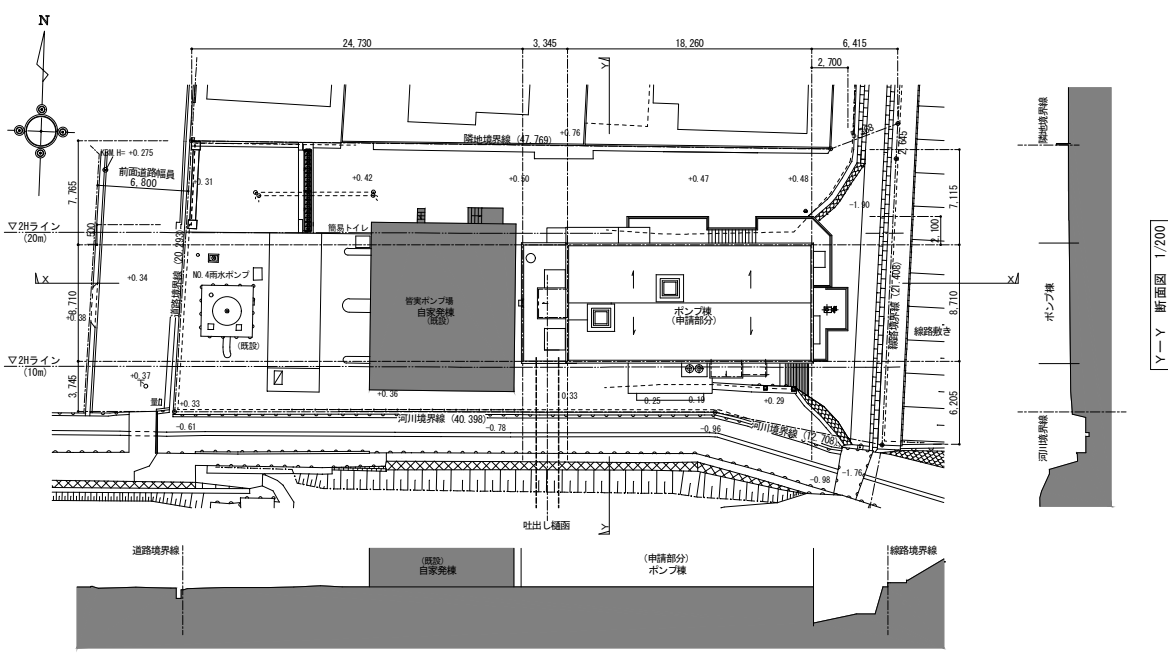 N
24,730
3,345
18,260
6,415
2,700
Y
隣地境界線 (47,769)
+0.76
2,645
KBM.H= +0.275
前面道路幅員
6,800
+0.31
+0.42
+0.50
+0.47
+0.48
-1.90
7,765
7,115
2,100
500
▽2Hライン
(20m)
簡易トイレ
道路境界線 (20.293)
NO.4雨水ポンプ
(既設)
+0.34
+0.38
8,710
皆実ポンプ場
自家発棟
(既設)
ポンプ棟
(申請部分)
線路境界線 (21.408)
線路敷き
8,710
X
X
▽2Hライン
(10m)
3,745
+0.37
+0.33
+0.36
0.33
0.25
0.19
+0.29
6,205
河川境界線 (40.398)
河川境界線 (12.708)
-0.61
-0.78
-0.96
-0.98
-1.76
吐出し樋函
Y
道路境界線
(既設)
自家発棟
(申請部分)
ポンプ棟
線路境界線
隣地境界線
ポンプ棟
河川境界線
Y－Y 断面図 1/200